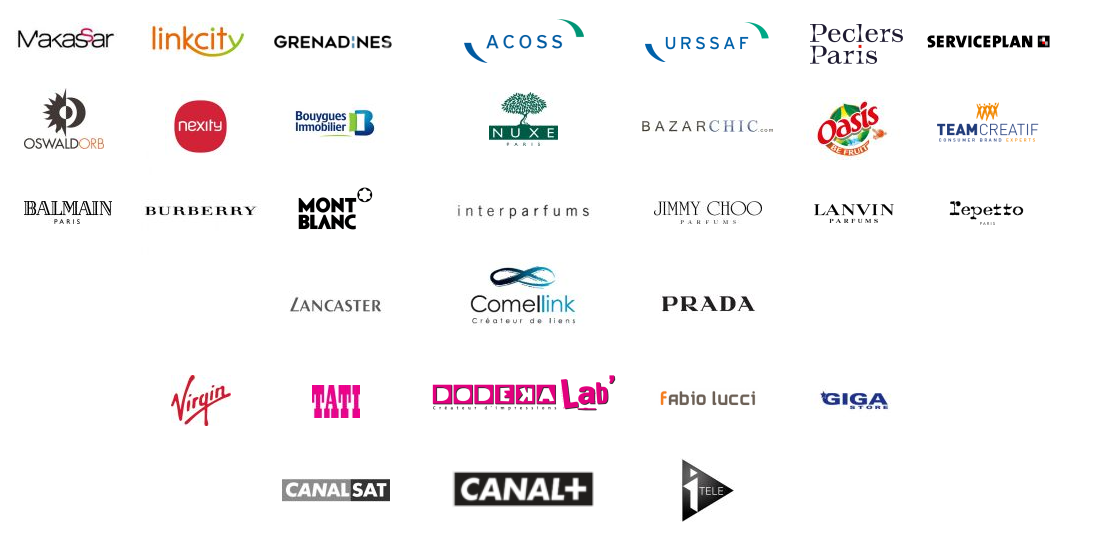 MAKASSAR
linkcity
GRENADINES
ACOSS
URSSAF
Peclers
Paris
SERVICEPLAN
OSWALDORB
nexity
Bouygues
Immobilier
NUXE
PARIS
BAZARCHIC.com
Oasis
BE FRUIT
TEAMCREATIF
CONSUMER BRAND EXPERTS
BALMAIN
PARIS
BURBERRY
MONT
BLANC
interparfums
JIMMY CHOO
PARFUMS
LANVIN
PARFUMS
repetto
PARIS
LANCASTER
Comellink
Créateur de liens
PRADA
Virgin
TATI
DODEKA Lab'
Créateur d'impressions
fabio lucci
GIGA
STORE
CANALSAT
CANAL+
i TELE